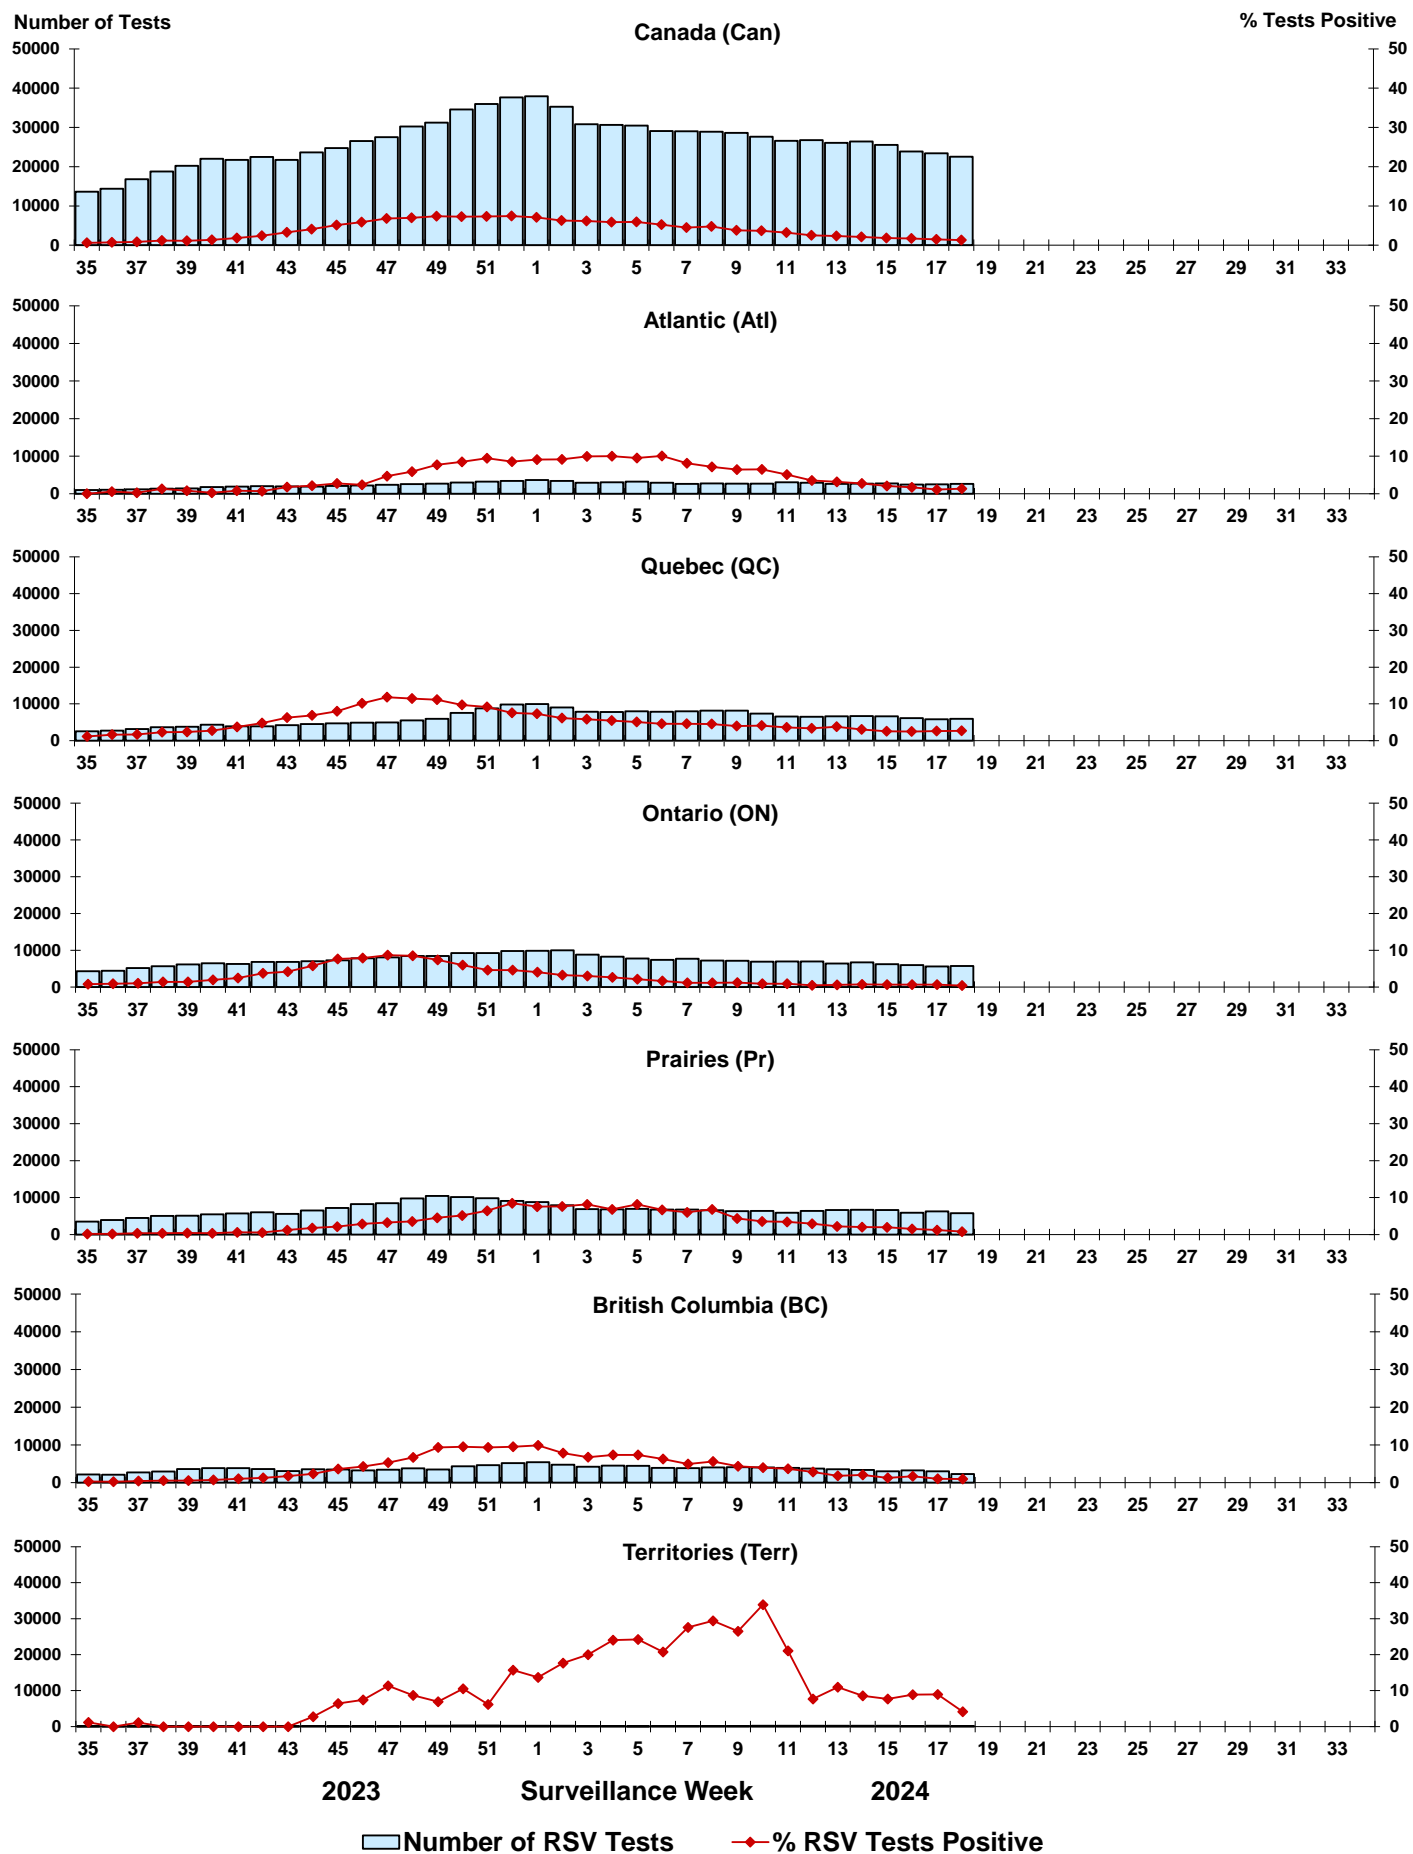 Number of Tests
% Tests Positive
Canada (Can)
50000 50
40000 40
30000 30
20000 20
10000 10
0 0
35 37 39 41 43 45 47 49 51 1 3 5 7 9 11 13 15 17 19 21 23 25 27 29 31 33
Atlantic (Atl)
50000 50
40000 40
30000 30
20000 20
10000 10
0 0
35 37 39 41 43 45 47 49 51 1 3 5 7 9 11 13 15 17 19 21 23 25 27 29 31 33
Quebec (QC)
50000 50
40000 40
30000 30
20000 20
10000 10
0 0
35 37 39 41 43 45 47 49 51 1 3 5 7 9 11 13 15 17 19 21 23 25 27 29 31 33
Ontario (ON)
50000 50
40000 40
30000 30
20000 20
10000 10
0 0
35 37 39 41 43 45 47 49 51 1 3 5 7 9 11 13 15 17 19 21 23 25 27 29 31 33
Prairies (Pr)
50000 50
40000 40
30000 30
20000 20
10000 10
0 0
35 37 39 41 43 45 47 49 51 1 3 5 7 9 11 13 15 17 19 21 23 25 27 29 31 33
British Columbia (BC)
50000 50
40000 40
30000 30
20000 20
10000 10
0 0
35 37 39 41 43 45 47 49 51 1 3 5 7 9 11 13 15 17 19 21 23 25 27 29 31 33
Territories (Terr)
50000 50
40000 40
30000 30
20000 20
10000 10
0 0
35 37 39 41 43 45 47 49 51 1 3 5 7 9 11 13 15 17 19 21 23 25 27 29 31 33
2023 Surveillance Week 2024
Number of RSV Tests % RSV Tests Positive